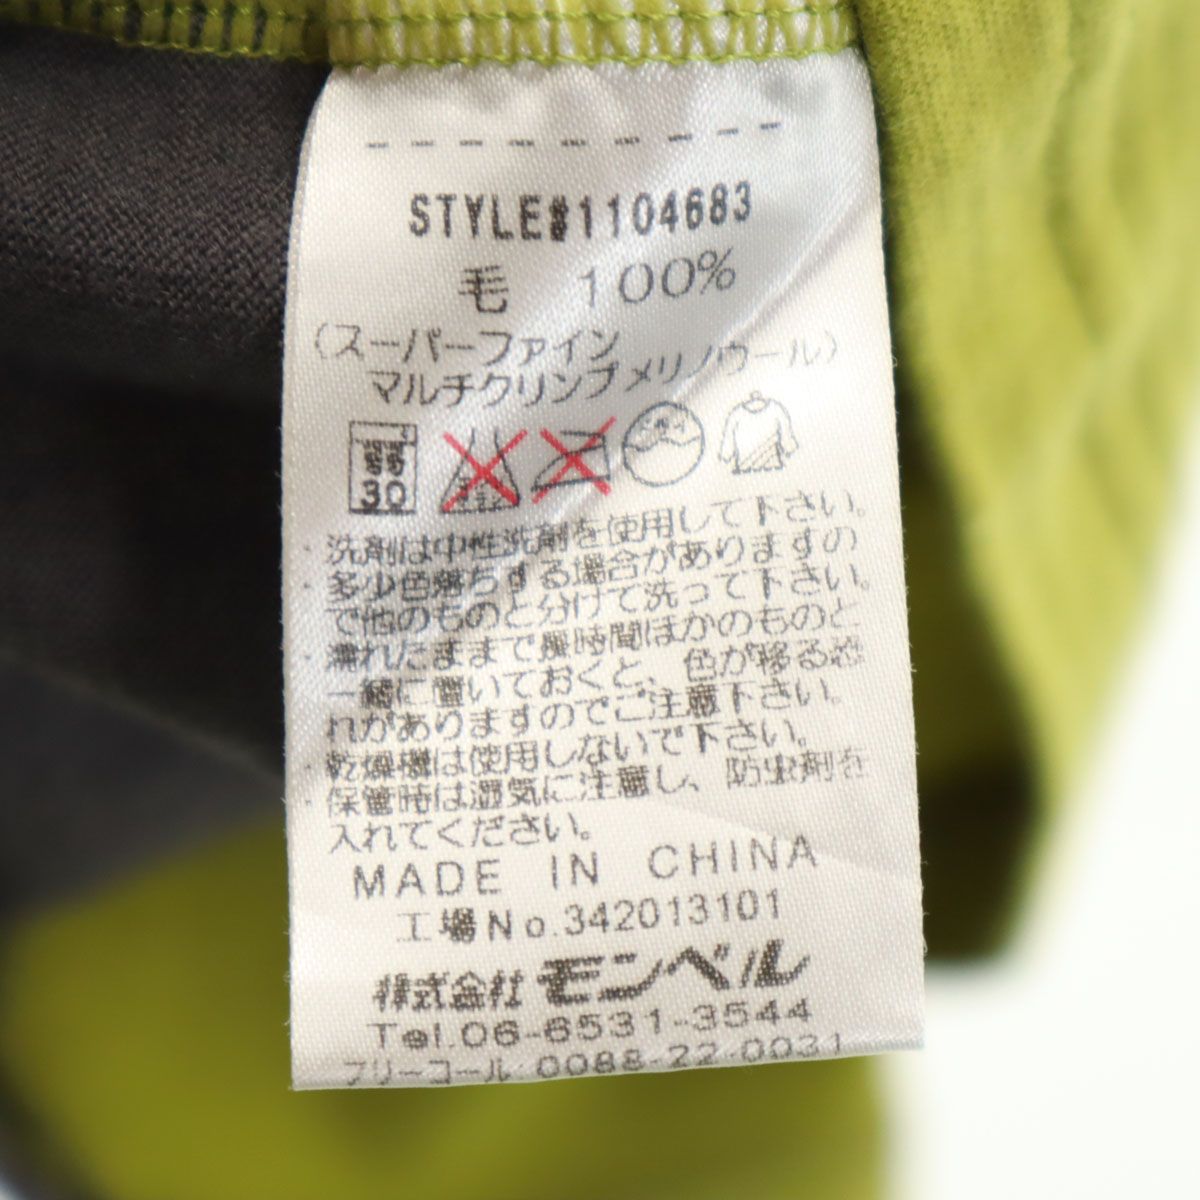 STYLE#1104683
毛 100%
(スーパーファイン
マルチクリンプメリノウール)
30
・洗剤は中性洗剤を使用して下さい。
・多少色落ちする場合がありますの
で他のものと分けて洗って下さい。
・濡れたままで長時間ほかのものと
一緒に置いておくと、色が移る恐
れがありますのでご注意下さい。
・乾燥機は使用しないで下さい。
・保管時は湿気に注意し、防虫剤を
入れてください。
MADE IN CHINA
工場No.342013101
株式会社 モンベル
Tel.06-6531-3544
フリーコール:0088-22-0031